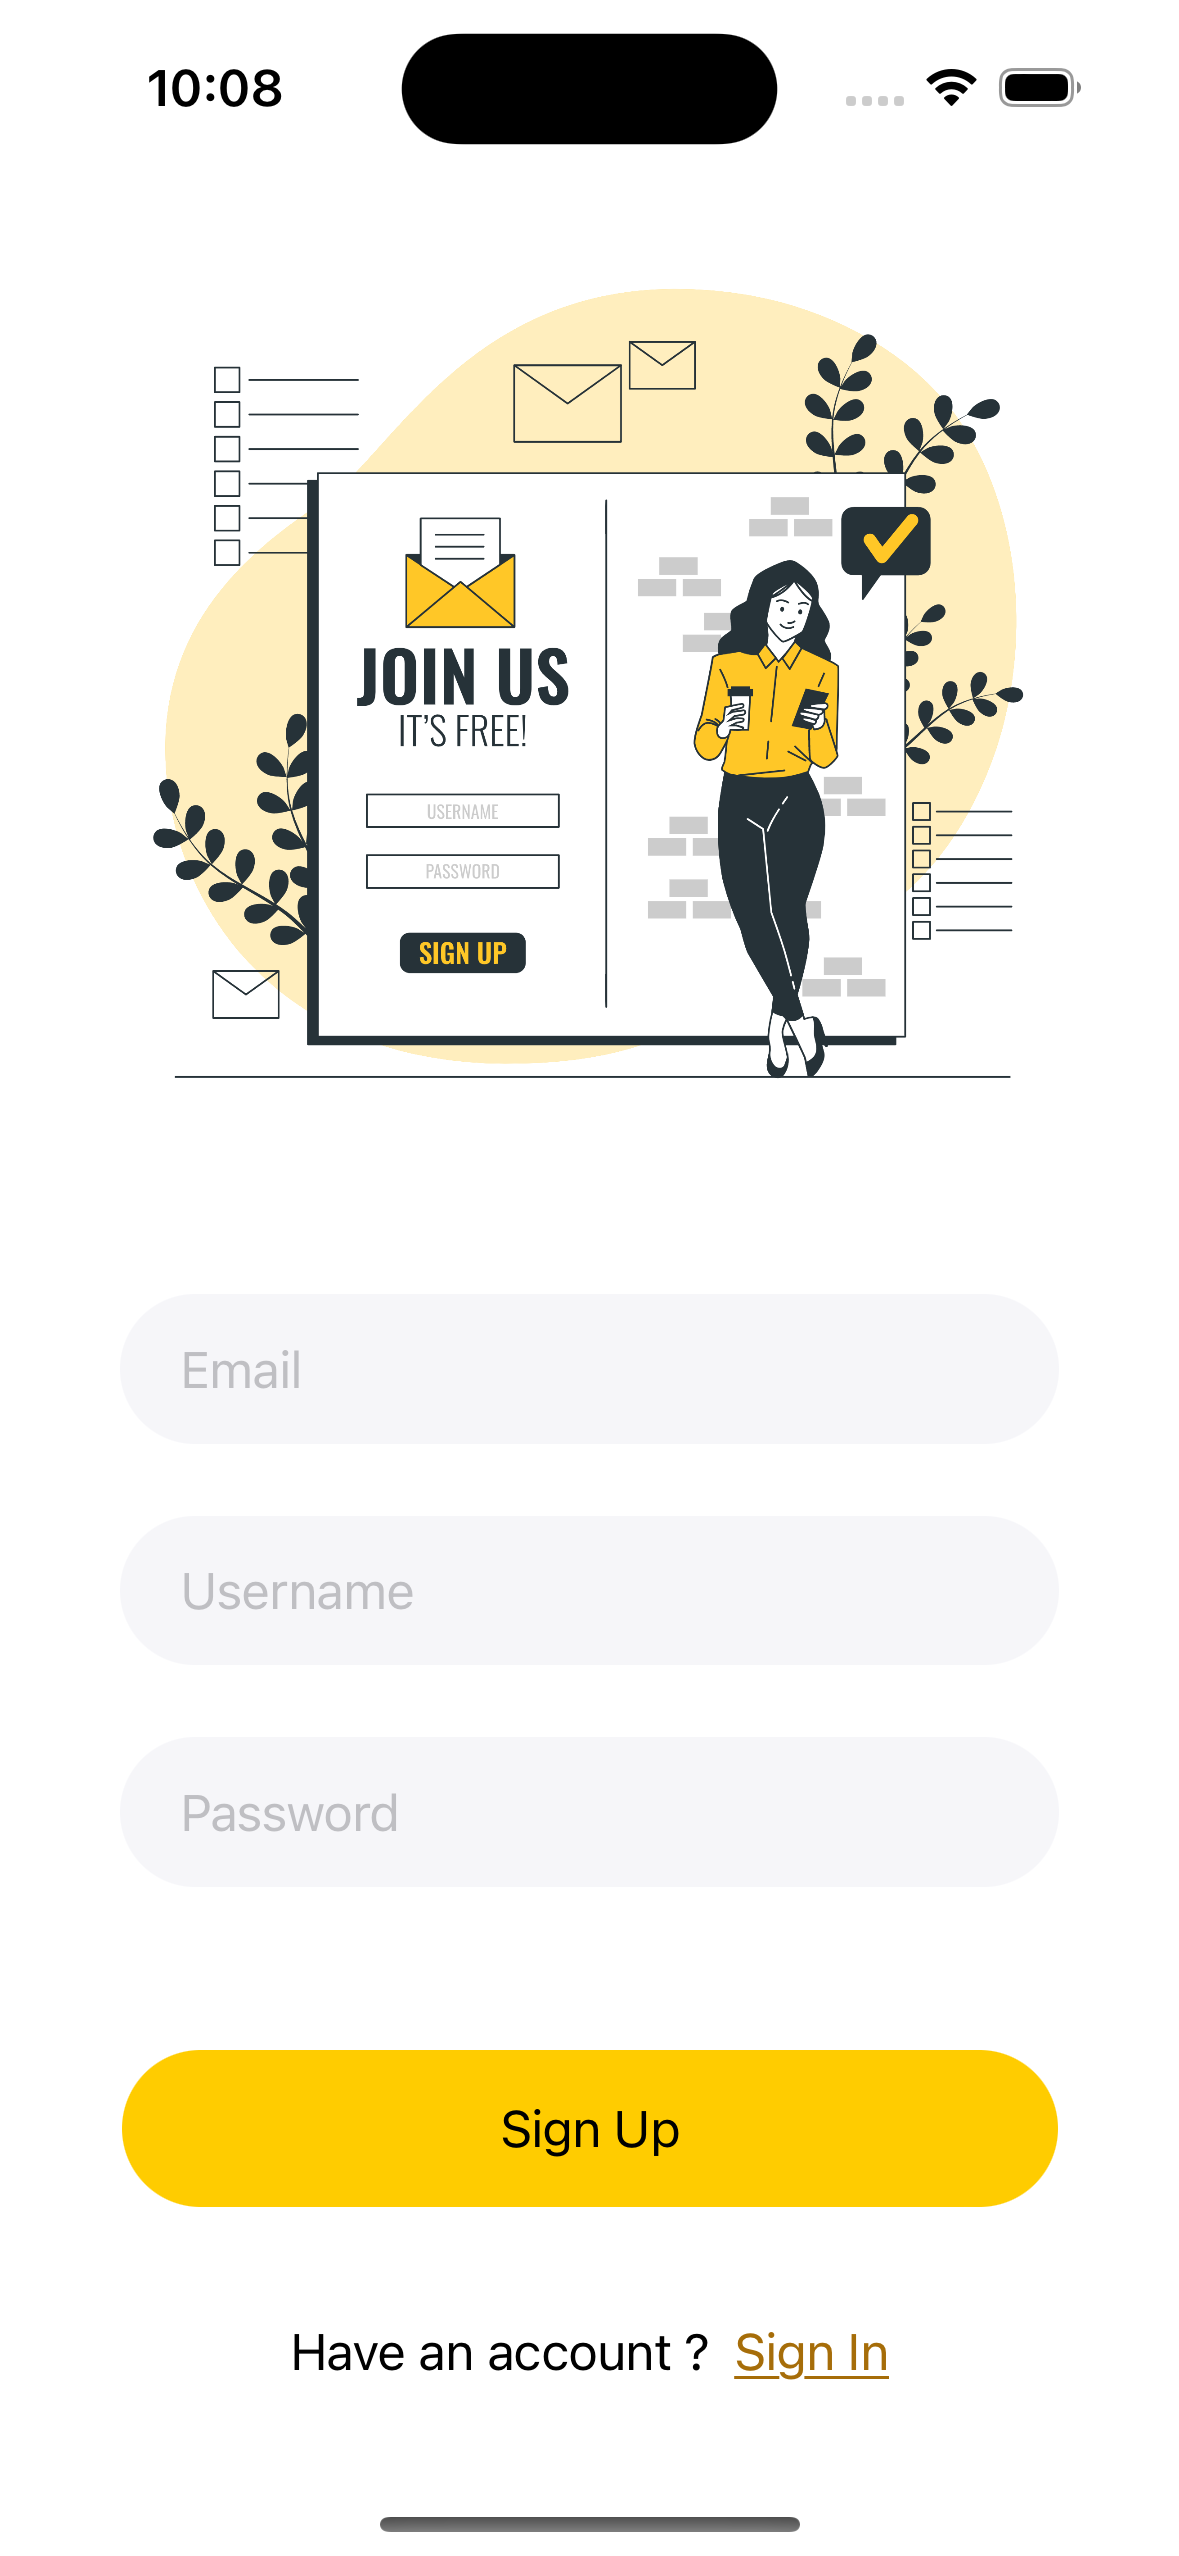 10:08
JOIN US
IT'S FREE!
USERNAME
PASSWORD
SIGN UP
Email
Username
Password
Sign Up
Have an account ? Sign In